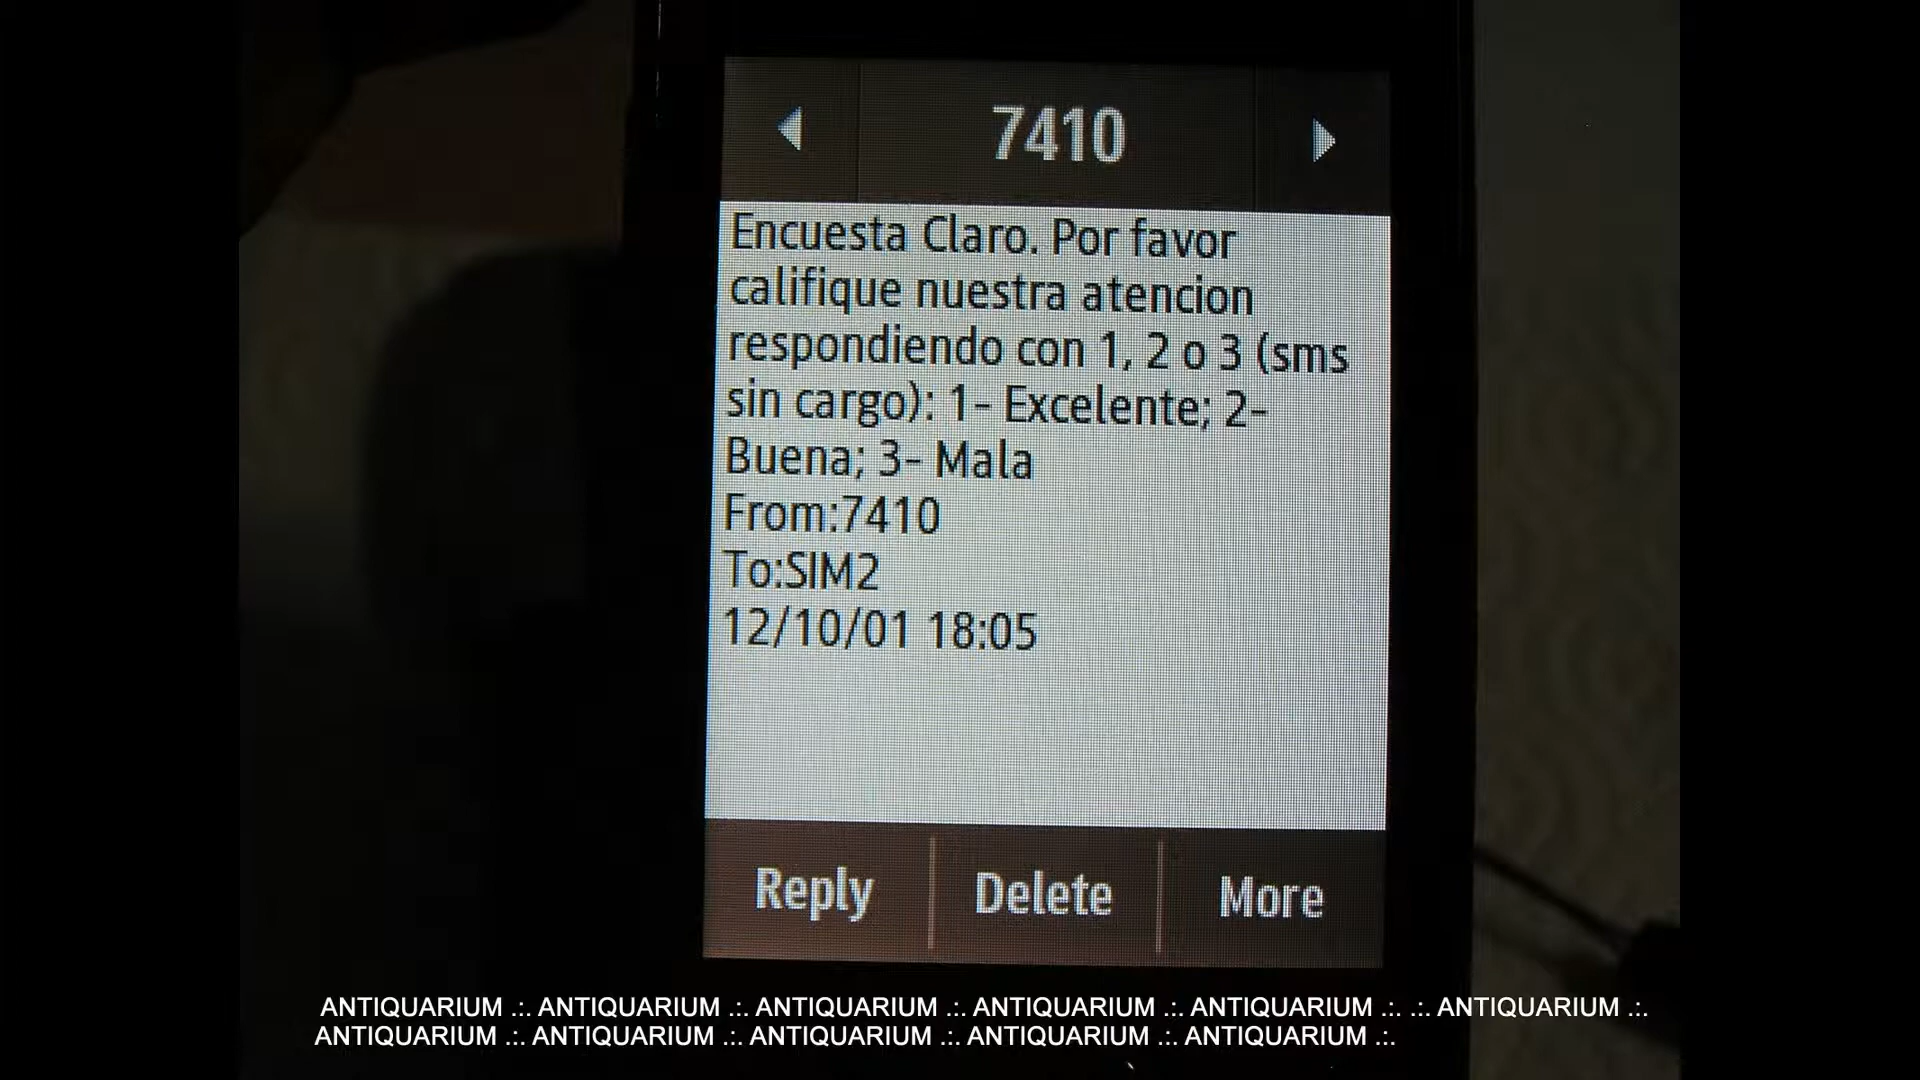 7410
Encuesta Claro. Por favor
califique nuestra atencion
respondiendo con 1, 2 o 3 (sms
sin cargo): 1- Excelente; 2-
Buena; 3- Mala
From:7410
To:SIM2
12/10/01 18:05
Reply Delete More
ANTIQUARIUM .:. ANTIQUARIUM .:. ANTIQUARIUM .:. ANTIQUARIUM .:. ANTIQUARIUM .:. .:. ANTIQUARIUM .:.
ANTIQUARIUM .:. ANTIQUARIUM .:. ANTIQUARIUM .:. ANTIQUARIUM .:. ANTIQUARIUM .:.